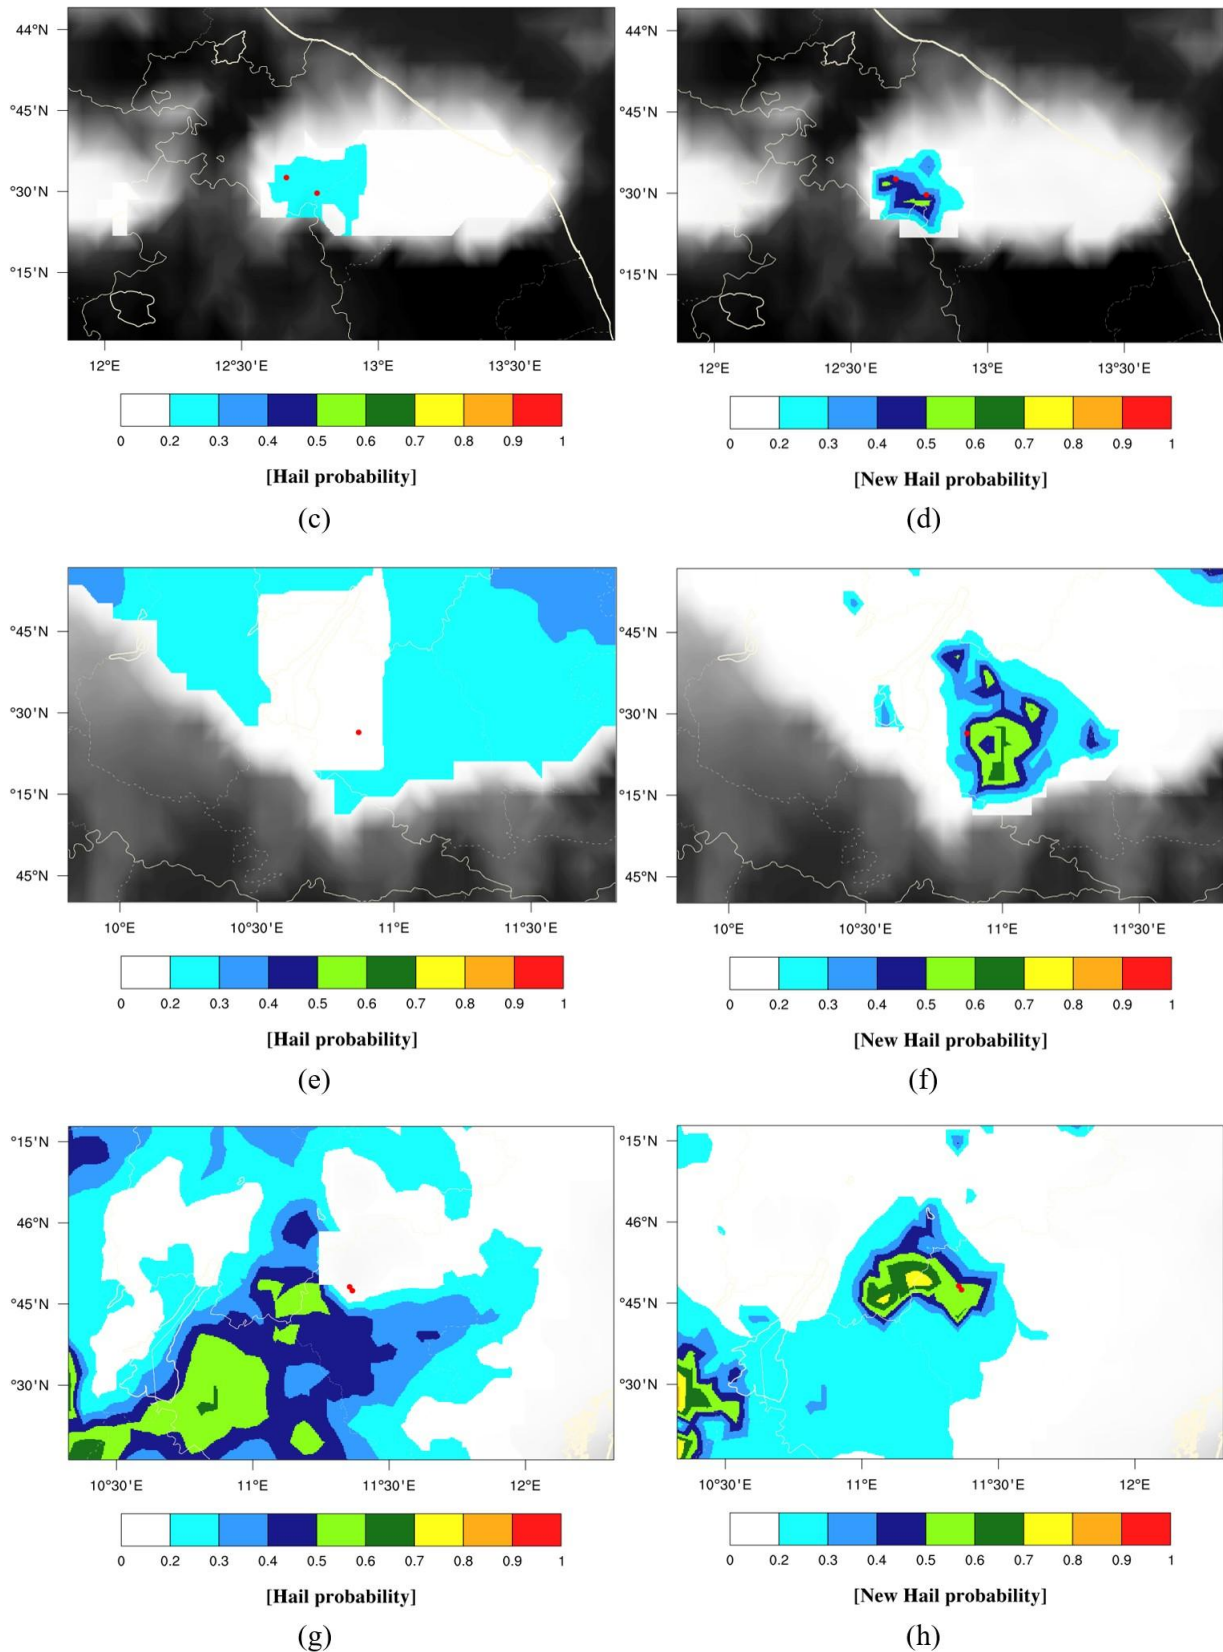 44°N
44°N
°45'N
°45'N
°30'N
°30'N
°15'N
°15'N
12°E 12°30'E 13°E 13°30'E
12°E 12°30'E 13°E 13°30'E
0 0.2 0.3 0.4 0.5 0.6 0.7 0.8 0.9 1
0 0.2 0.3 0.4 0.5 0.6 0.7 0.8 0.9 1
[Hail probability]
[New Hail probability]
(c)
(d)
°45'N
°45'N
°30'N
°30'N
°15'N
°15'N
45°N
45°N
10°E 10°30'E 11°E 11°30'E
10°E 10°30'E 11°E 11°30'E
0 0.2 0.3 0.4 0.5 0.6 0.7 0.8 0.9 1
0 0.2 0.3 0.4 0.5 0.6 0.7 0.8 0.9 1
[Hail probability]
[New Hail probability]
(e)
(f)
°15'N
°15'N
46°N
46°N
°45'N
°45'N
°30'N
°30'N
10°30'E 11°E 11°30'E 12°E
10°30'E 11°E 11°30'E 12°E
0 0.2 0.3 0.4 0.5 0.6 0.7 0.8 0.9 1
0 0.2 0.3 0.4 0.5 0.6 0.7 0.8 0.9 1
[Hail probability]
[New Hail probability]
(g)
(h)